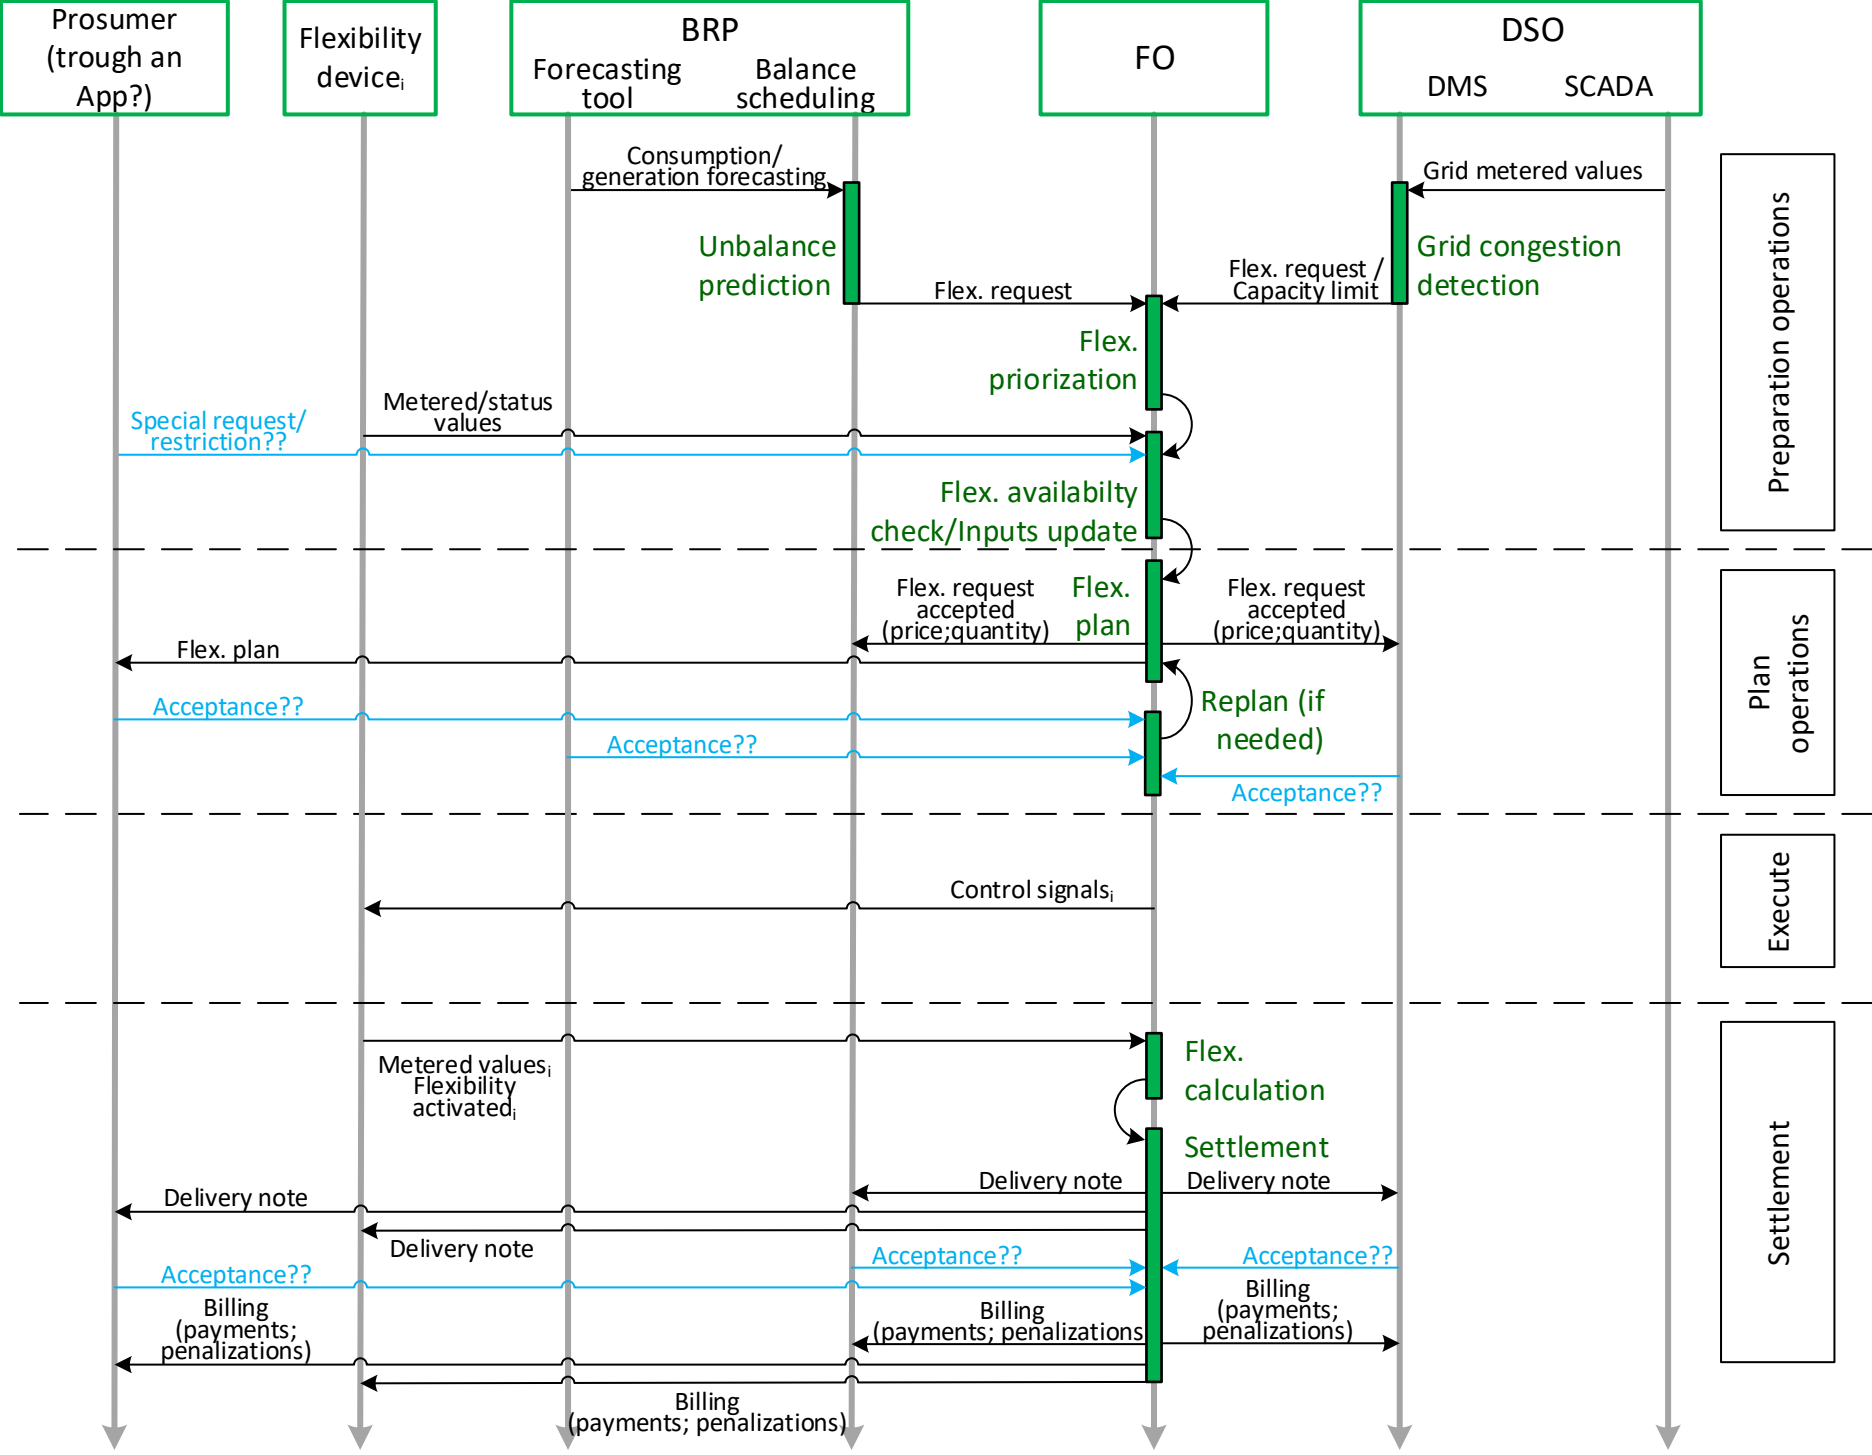 Prosumer
(trough an
App?)
Flexibility
deviceᵢ
BRP
Forecasting
tool
Balance
scheduling
FO
DSO
DMS
SCADA
Consumption/
generation forecasting
Grid metered values
Unbalance
prediction
Grid congestion
detection
Flex. request
Flex. request /
Capacity limit
Flex.
priorization
Metered/status
values
Special request/
restriction??
Flex. availabilty
check/Inputs update
Preparation operations
Flex. request
accepted
(price;quantity)
Flex.
plan
Flex. request
accepted
(price;quantity)
Flex. plan
Acceptance??
Replan (if
needed)
Acceptance??
Acceptance??
Plan
operations
Control signalsᵢ
Execute
Metered valuesᵢ
Flexibility
activatedᵢ
Flex.
calculation
Settlement
Delivery note
Delivery note
Delivery note
Delivery note
Acceptance??
Acceptance??
Acceptance??
Billing
(payments;
penalizations)
Billing
(payments; penalizations
Billing
(payments;
penalizations)
Billing
(payments; penalizations)
Settlement